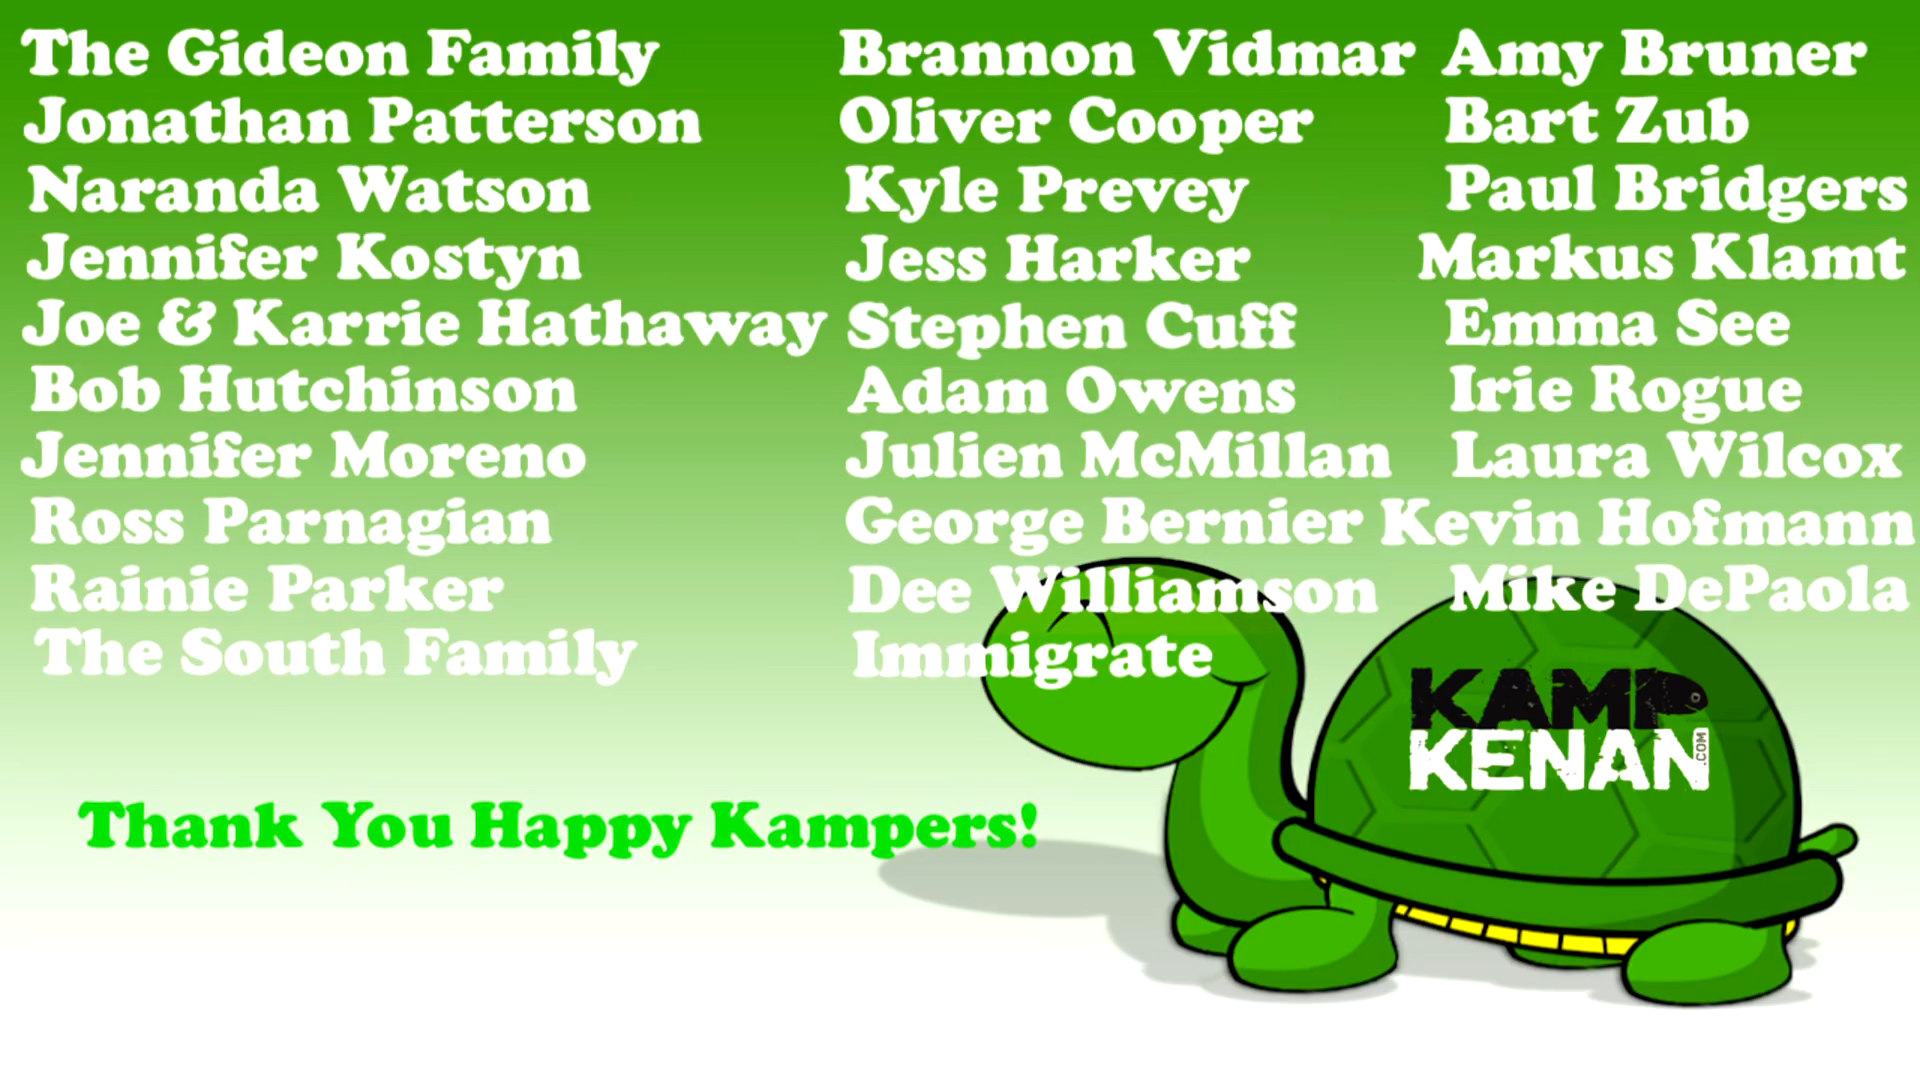 The Gideon Family
Jonathan Patterson
Naranda Watson
Jennifer Kostyn
Joe & Karrie Hathaway
Bob Hutchinson
Jennifer Moreno
Ross Parnagian
Rainie Parker
The South Family
Brannon Vidmar
Oliver Cooper
Kyle Prevey
Jess Harker
Stephen Cuff
Adam Owens
Julien McMillan
George Bernier
Dee Williamson
Immigrate
Amy Bruner
Bart Zub
Paul Bridgers
Markus Klamt
Emma See
Irie Rogue
Laura Wilcox
Kevin Hofmann
Mike DePaola
KAMP
KENAN.COM
Thank You Happy Kampers!